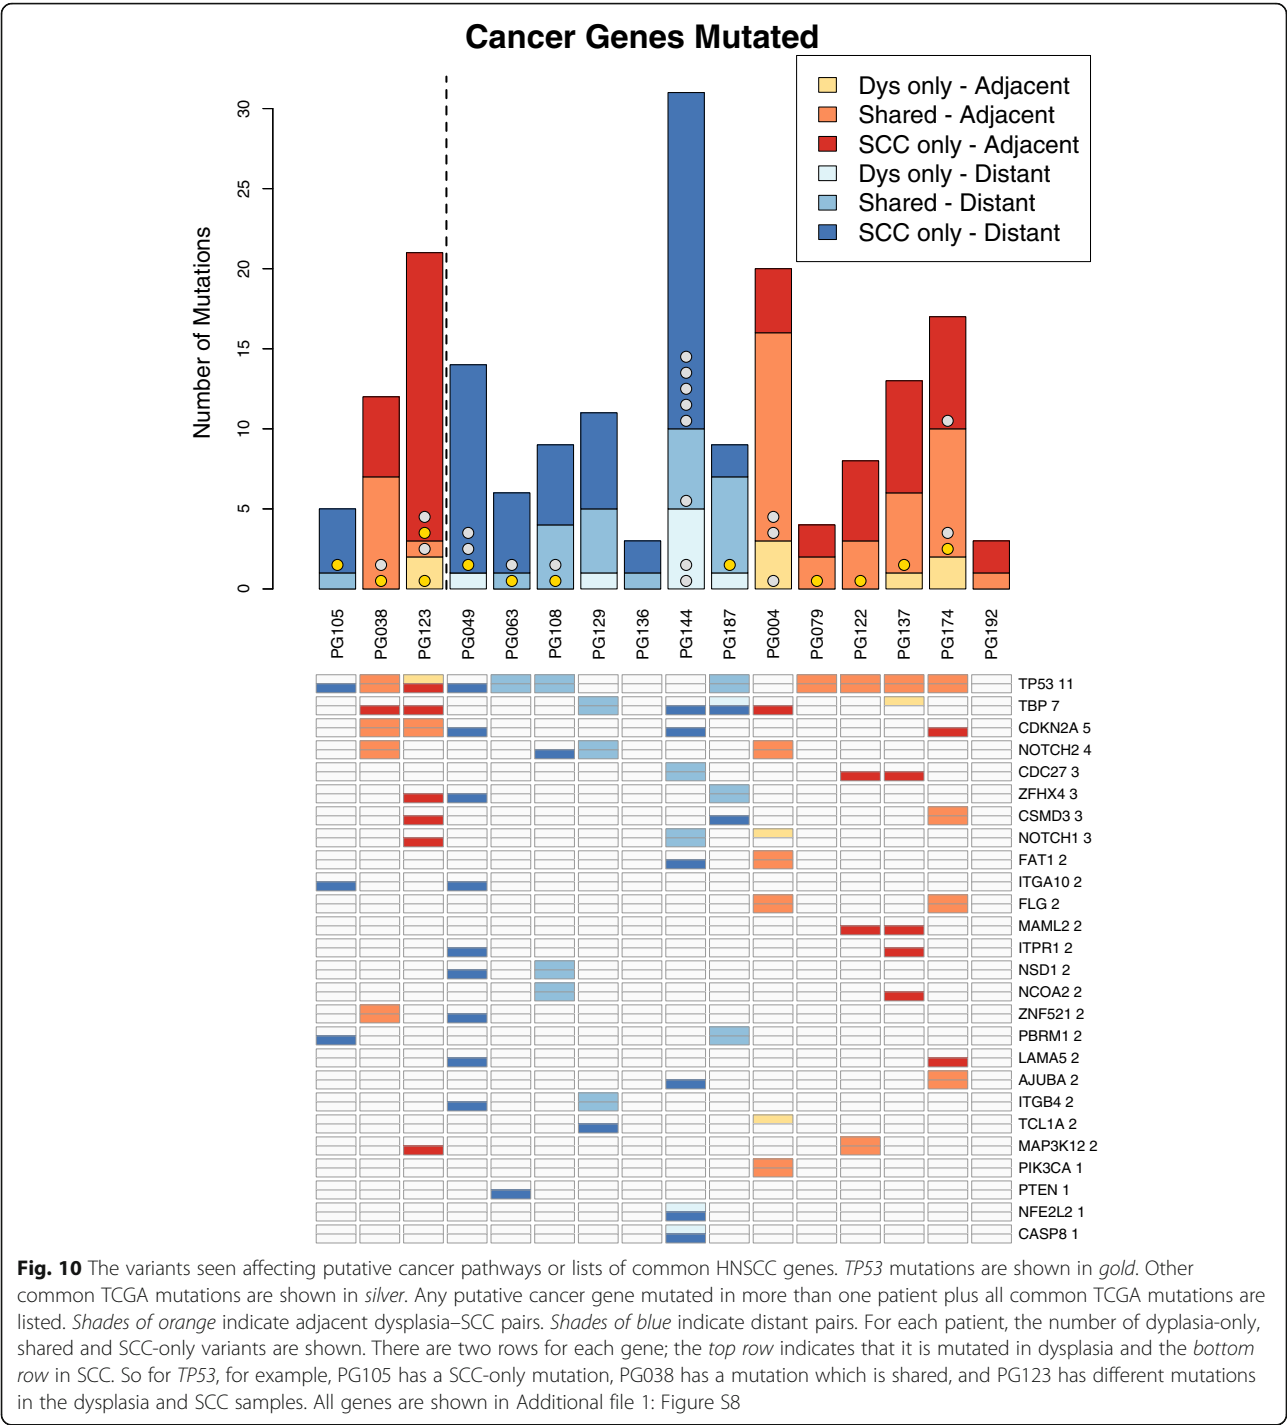 Cancer Genes Mutated
Dys only - Adjacent
Shared - Adjacent
SCC only - Adjacent
Dys only - Distant
Shared - Distant
SCC only - Distant
Number of Mutations
30
25
20
15
10
5
0
PG105
PG038
PG123
PG049
PG063
PG108
PG129
PG136
PG144
PG187
PG004
PG079
PG122
PG137
PG174
PG192
TP53 11
TBP 7
CDKN2A 5
NOTCH2 4
CDC27 3
ZFHX4 3
CSMD3 3
NOTCH1 3
FAT1 2
ITGA10 2
FLG 2
MAML2 2
ITPR1 2
NSD1 2
NCOA2 2
ZNF521 2
PBRM1 2
LAMA5 2
AJUBA 2
ITGB4 2
TCL1A 2
MAP3K12 2
PIK3CA 1
PTEN 1
NFE2L2 1
CASP8 1
Fig. 10 The variants seen affecting putative cancer pathways or lists of common HNSCC genes. TP53 mutations are shown in gold. Other
common TCGA mutations are shown in silver. Any putative cancer gene mutated in more than one patient plus all common TCGA mutations are
listed. Shades of orange indicate adjacent dysplasia–SCC pairs. Shades of blue indicate distant pairs. For each patient, the number of dyplasia-only,
shared and SCC-only variants are shown. There are two rows for each gene; the top row indicates that it is mutated in dysplasia and the bottom
row in SCC. So for TP53, for example, PG105 has a SCC-only mutation, PG038 has a mutation which is shared, and PG123 has different mutations
in the dysplasia and SCC samples. All genes are shown in Additional file 1: Figure S8